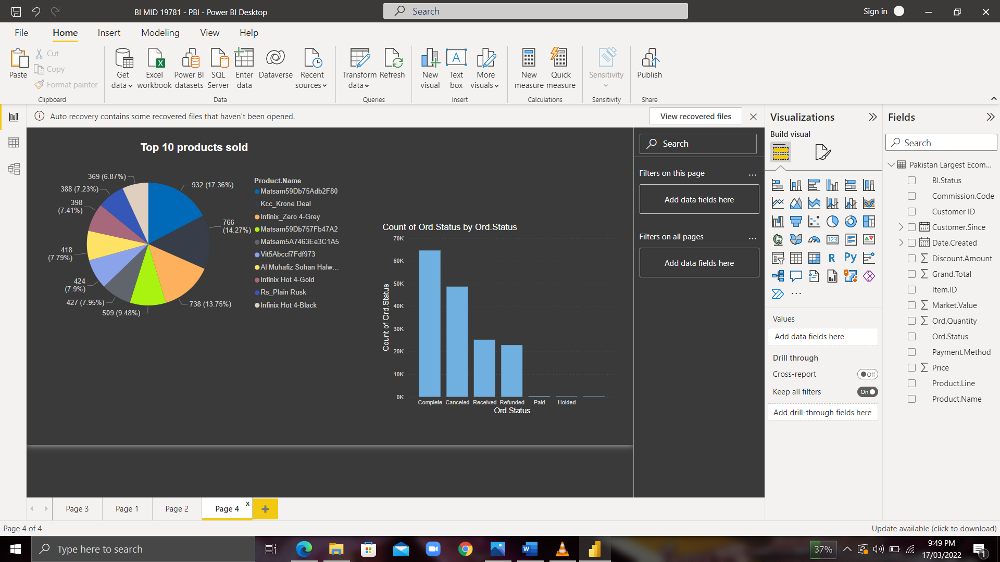 BI MID 19781 - PBI - Power BI Desktop
Search
Sign in
File Home Insert Modeling View Help
Paste
Cut
Copy
Format painter
Clipboard
Get data
Excel workbook
Power BI datasets
SQL Server
Enter data
Dataverse
Recent sources
Data
Transform data
Refresh
Queries
New visual
Text box
More visuals
Insert
New measure
Quick measure
Calculations
Sensitivity
Sensitivity
Publish
Share
Auto recovery contains some recovered files that haven't been opened.
View recovered files
Top 10 products sold
369 (6.87%)
388 (7.23%)
398
(7.41%)
418
(7.79%)
424
(7.9%)
427 (7.95%)
509 (9.48%)
932 (17.36%)
766
(14.27%)
738 (13.75%)
Product.Name
Matsam59Db75Adb2F80
Kcc_Krone Deal
Infinix_Zero 4-Grey
Matsam59Db757Fb47A2
Matsam5A7463Ee3C1A5
Vit5Abccf7Fdf973
Al Muhafiz Sohan Halw...
Infinix Hot 4-Gold
Rs_Plain Rusk
Infinix Hot 4-Black
Count of Ord.Status by Ord.Status
70K
60K
50K
40K
30K
20K
10K
0K
Count of Ord.Status
Complete Canceled Received Refunded Paid Holded
Ord.Status
Search
Filters on this page
...
Add data fields here
Filters on all pages
...
Add data fields here
Visualizations
Build visual
123
R
Py
...
Values
Add data fields here
Drill through
Cross-report
Off
Keep all filters
On
Add drill-through fields here
Fields
Search
Pakistan Largest Ecom...
BI.Status
Commission.Code
Customer ID
Customer.Since
Date.Created
Discount.Amount
Grand.Total
Item.ID
Market.Value
Ord.Quantity
Ord.Status
Payment.Method
Price
Product.Line
Product.Name
Page 3
Page 1
Page 2
Page 4
x
+
Page 4 of 4
Update available (click to download)
Type here to search
37%
9:49 PM
17/03/2022
1